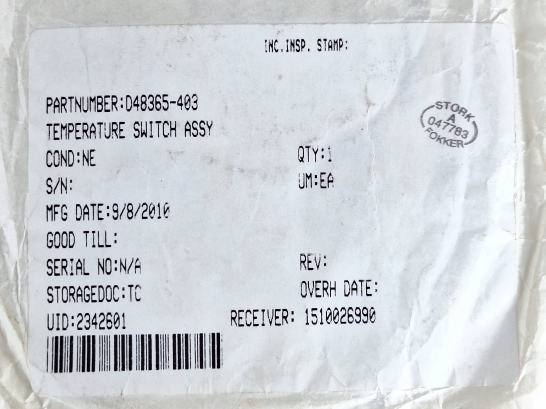 INC.INSP. STAMP:
PARTNUMBER:D48365-403
TEMPERATURE SWITCH ASSY
STORK
A
047783
FOKKER
COND:NE QTY:1
S/N: UM:EA
MFG DATE:9/8/2010
GOOD TILL:
SERIAL NO:N/A REV:
STORAGEDOC:TC OVERH DATE:
UID:2342601 RECEIVER: 1510026990